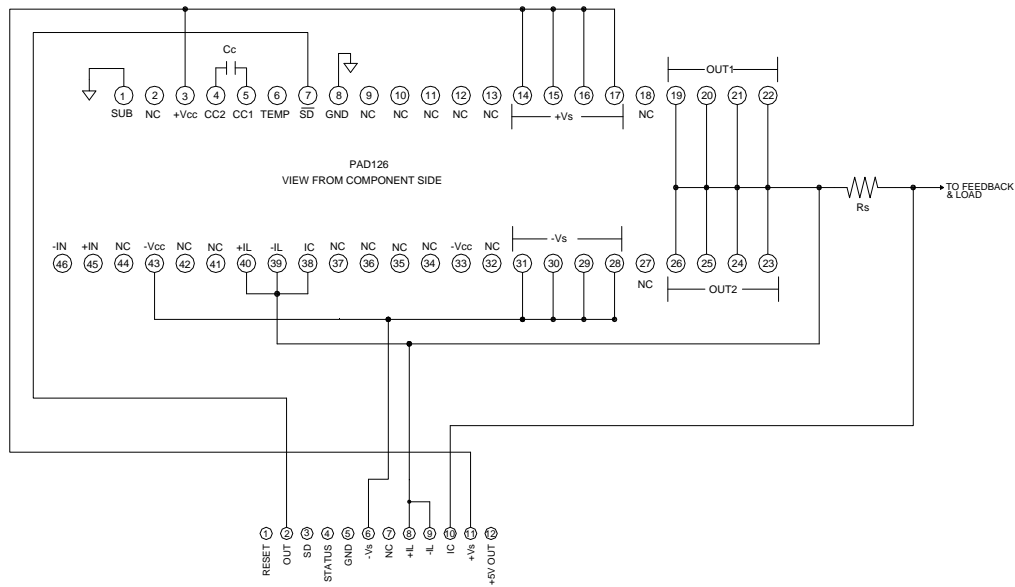 Cc
OUT1
1 2 3 4 5 6 7 8 9 10 11 12 13 14 15 16 17 18 19 20 21 22
SUB NC +Vcc CC2 CC1 TEMP SD GND NC NC NC NC NC +Vs NC
PAD126
VIEW FROM COMPONENT SIDE
TO FEEDBACK
& LOAD
Rs
-IN +IN NC -Vcc NC NC +IL -IL IC NC NC NC NC -Vcc NC -Vs
46 45 44 43 42 41 40 39 38 37 36 35 34 33 32 31 30 29 28 27 26 25 24 23
NC OUT2
1 2 3 4 5 6 7 8 9 10 11 12
RESET OUT SD STATUS GND -Vs NC +IL -IL IC +Vs +5V OUT